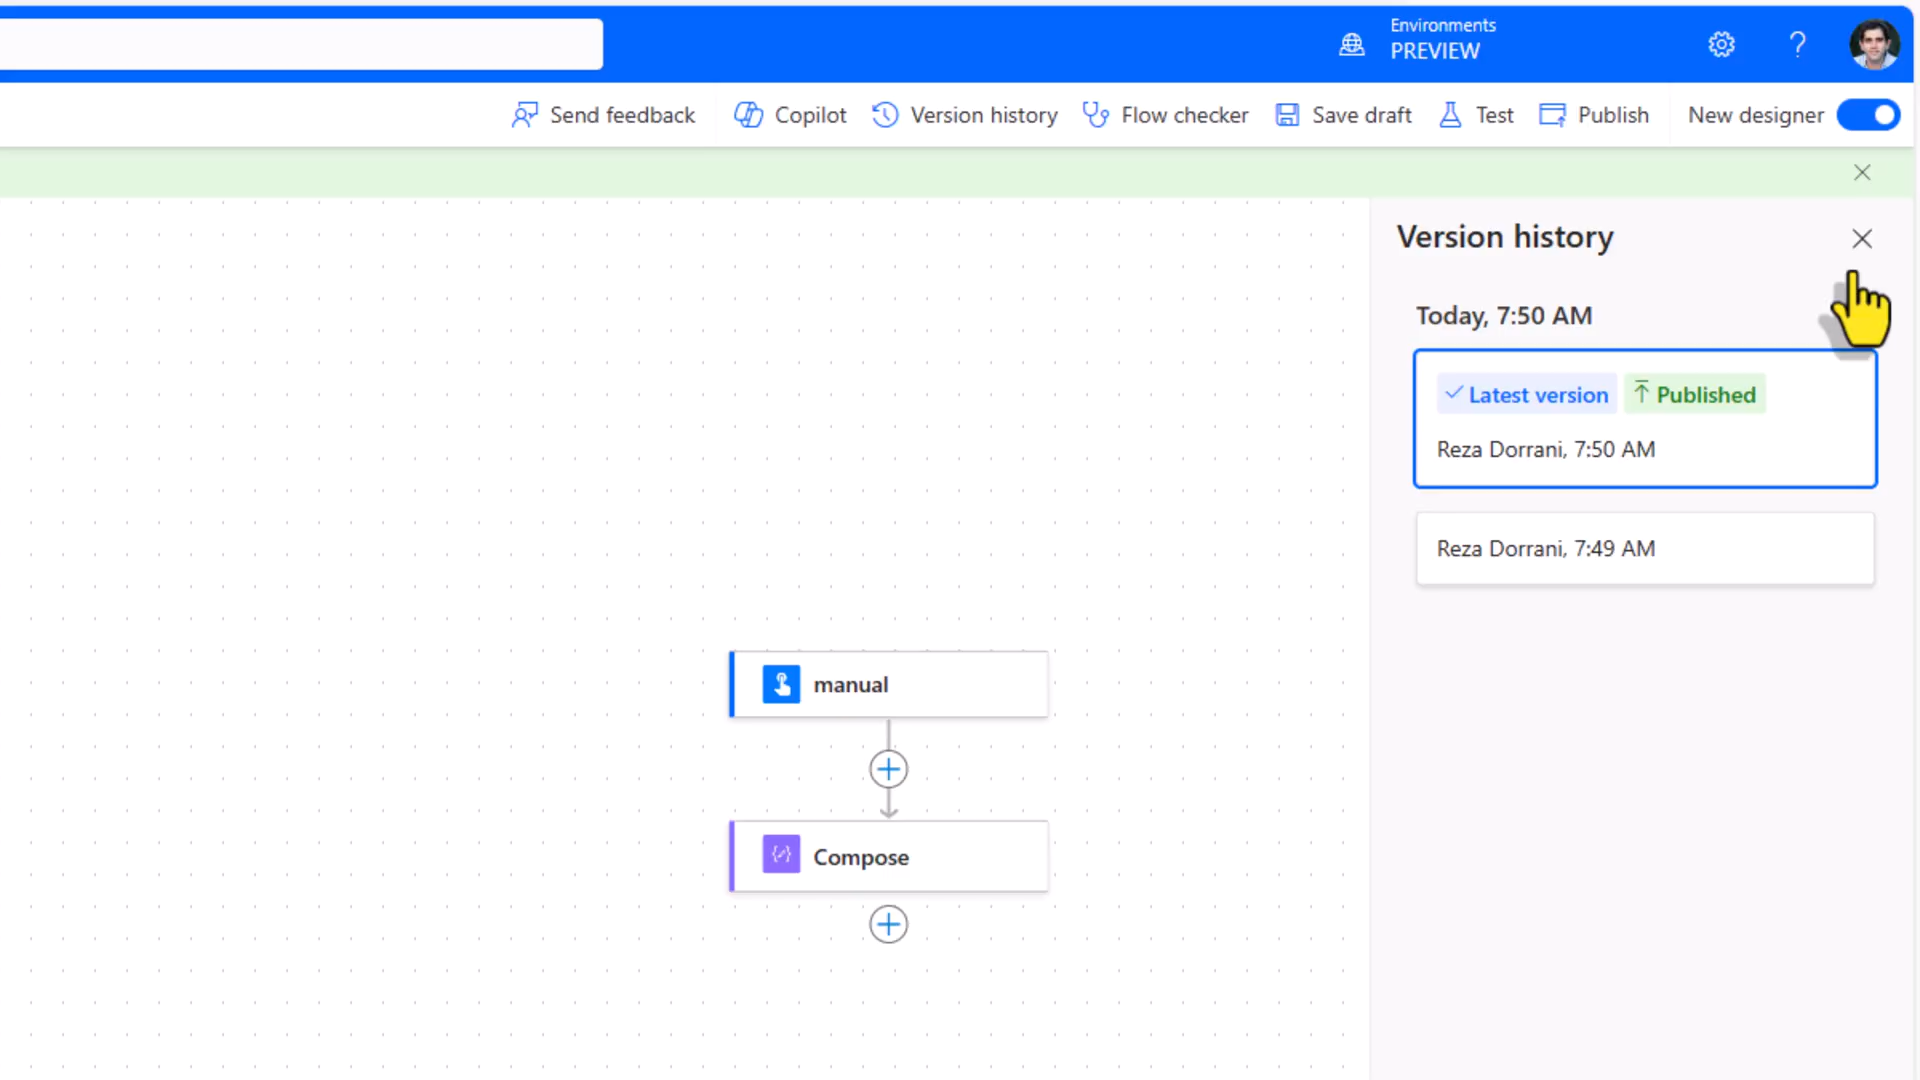 Environments
PREVIEW
?
Send feedback
Copilot
Version history
Flow checker
Save draft
Test
Publish
New designer
Version history
Today, 7:50 AM
Latest version
Published
Reza Dorrani, 7:50 AM
Reza Dorrani, 7:49 AM
manual
Compose